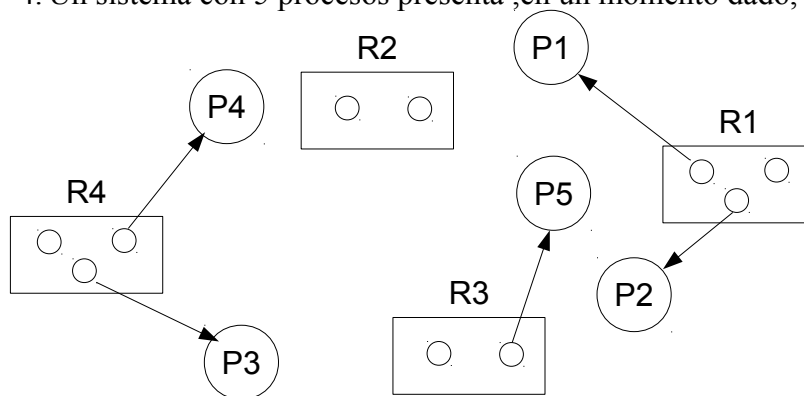 4. Un sistema con 5 procesos presenta ,en un momento dado,
P1
R2
P4
R1
R4
P5
P2
R3
P3